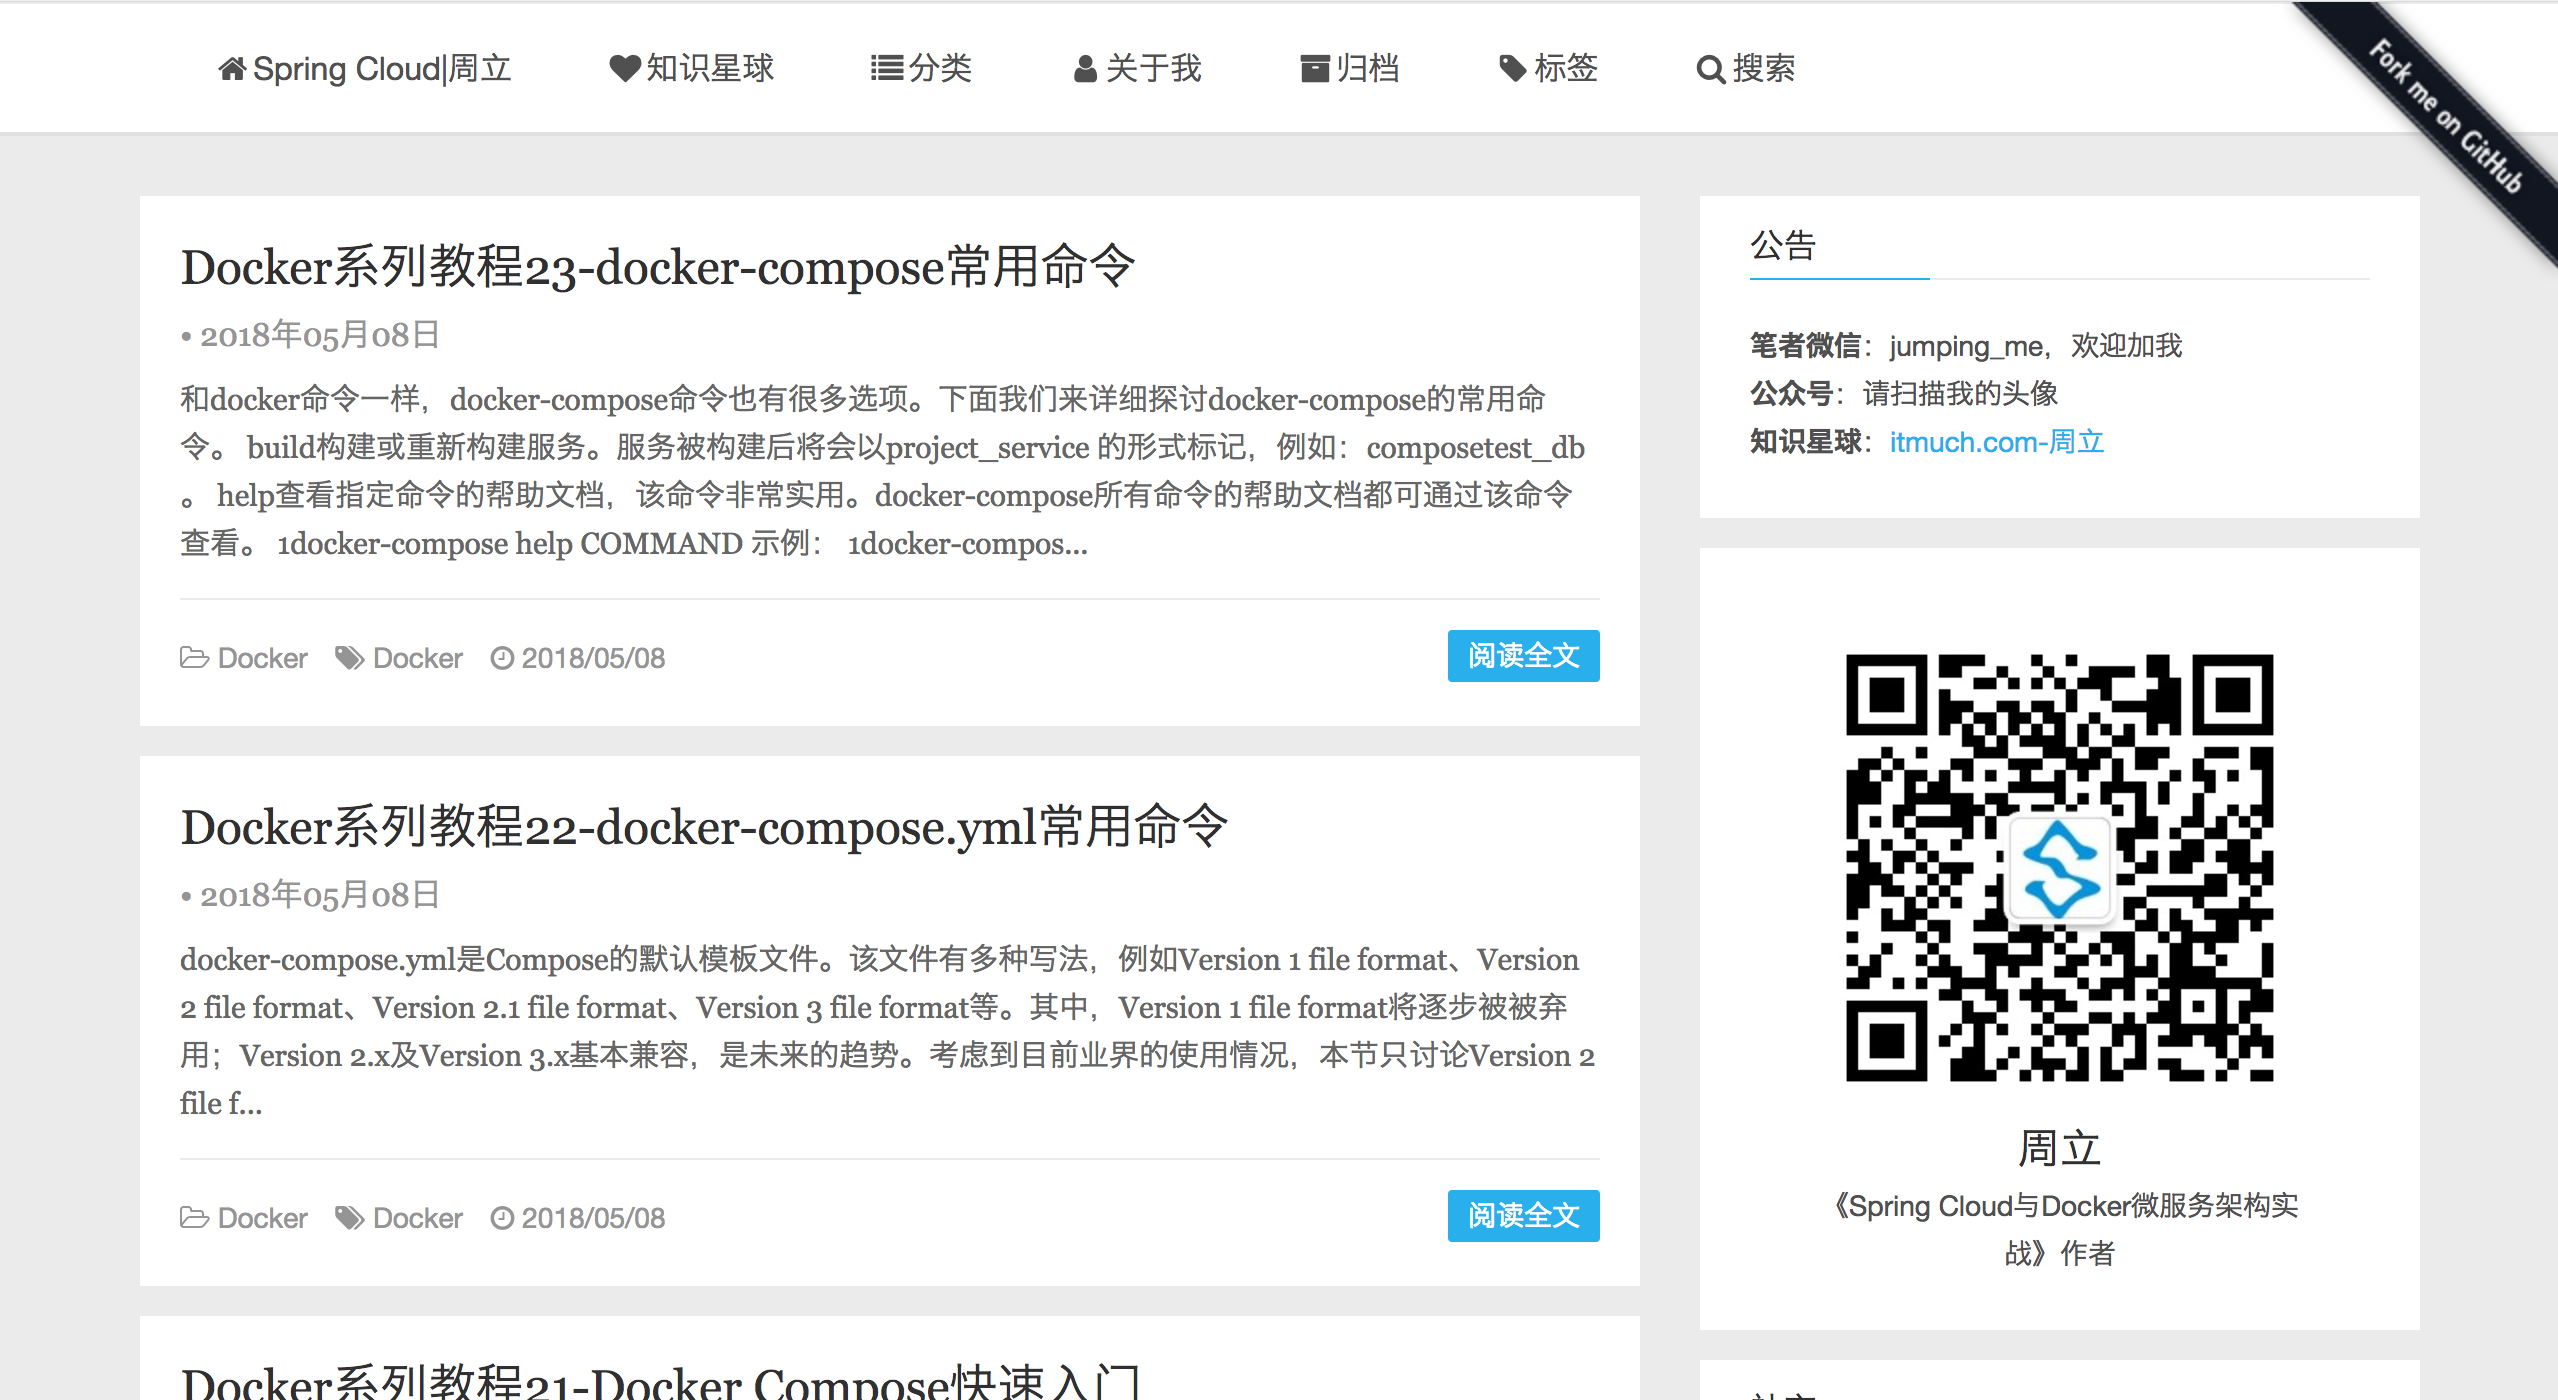 Spring Cloud|周立 知识星球 分类 关于我 归档 标签 搜索
Fork me on GitHub
Docker系列教程23-docker-compose常用命令
• 2018年05月08日
和docker命令一样，docker-compose命令也有很多选项。下面我们来详细探讨docker-compose的常用命
令。 build构建或重新构建服务。服务被构建后将会以project_service 的形式标记，例如：composetest_db
。 help查看指定命令的帮助文档，该命令非常实用。docker-compose所有命令的帮助文档都可通过该命令
查看。 1docker-compose help COMMAND 示例： 1docker-compos...
Docker Docker 2018/05/08 阅读全文
Docker系列教程22-docker-compose.yml常用命令
• 2018年05月08日
docker-compose.yml是Compose的默认模板文件。该文件有多种写法，例如Version 1 file format、Version
2 file format、Version 2.1 file format、Version 3 file format等。其中，Version 1 file format将逐步被被弃
用；Version 2.x及Version 3.x基本兼容，是未来的趋势。考虑到目前业界的使用情况，本节只讨论Version 2
file f...
Docker Docker 2018/05/08 阅读全文
Docker系列教程21-Docker Compose快速入门
公告
笔者微信：jumping_me，欢迎加我
公众号：请扫描我的头像
知识星球：itmuch.com-周立
周立
《Spring Cloud与Docker微服务架构实
战》作者